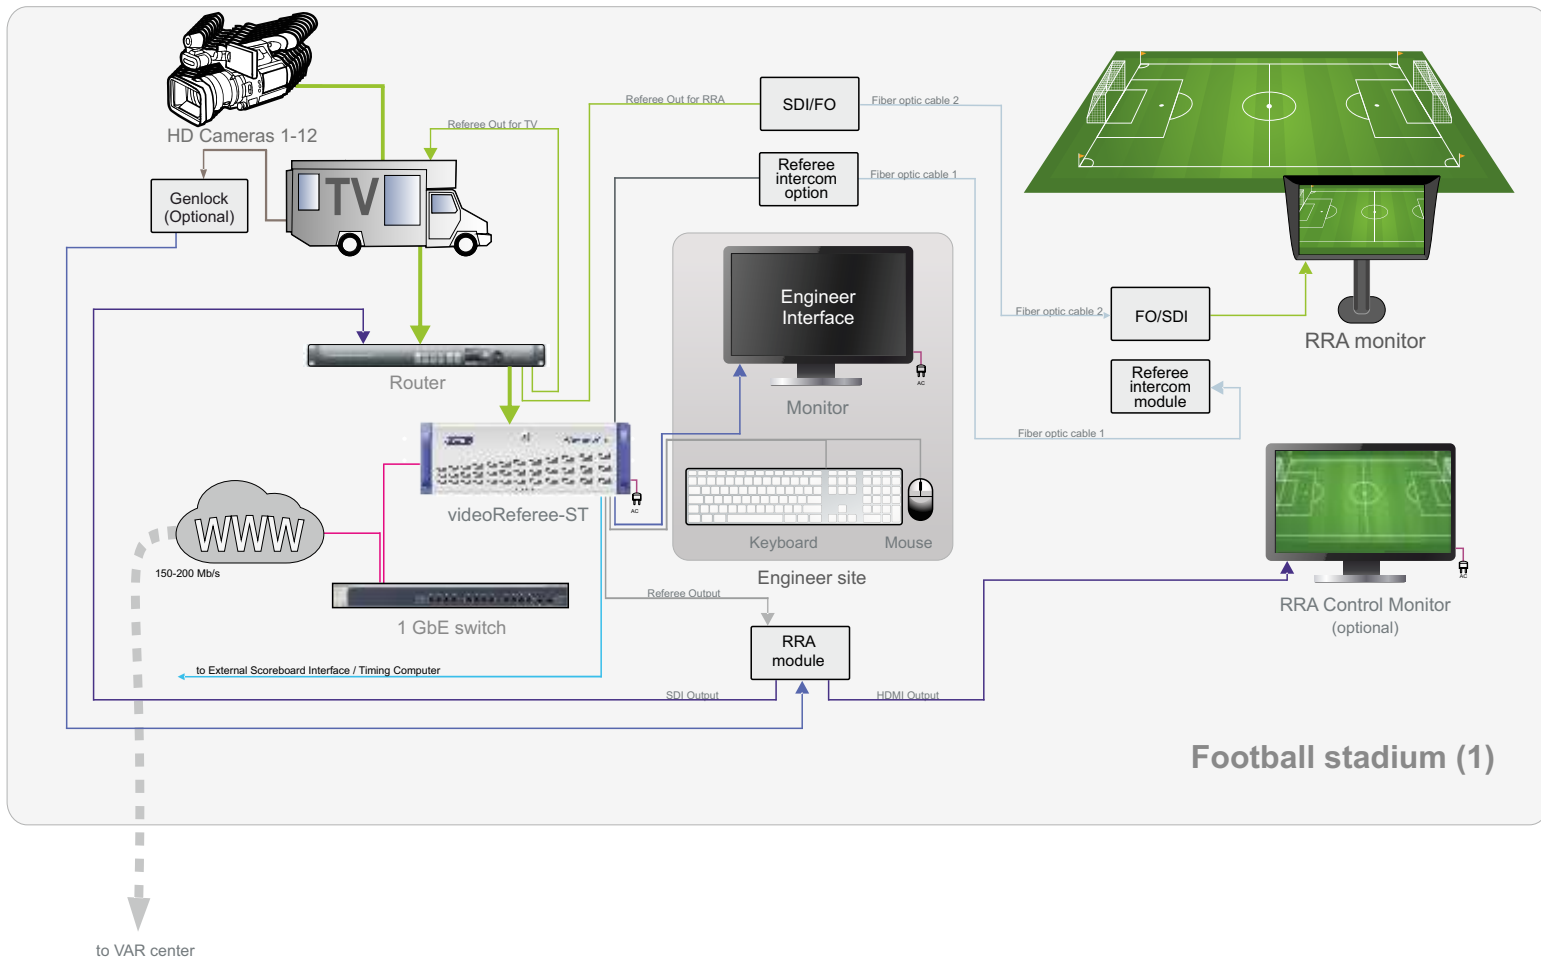 HD Cameras 1-12
Referee Out for TV
Referee Out for RRA
SDI/FO
Fiber optic cable 2
Genlock
(Optional)
TV
Referee
intercom
option
Fiber optic cable 1
Engineer
Interface
AC
Monitor
Router
Fiber optic cable 2
FO/SDI
RRA monitor
Referee
intercom
module
Fiber optic cable 1
videoReferee-ST
AC
WWW
150-200 Mb/s
Keyboard
Mouse
Engineer site
1 GbE switch
Referee Output
RRA
module
AC
RRA Control Monitor
(optional)
to External Scoreboard Interface / Timing Computer
SDI Output
HDMI Output
Football stadium (1)
to VAR center